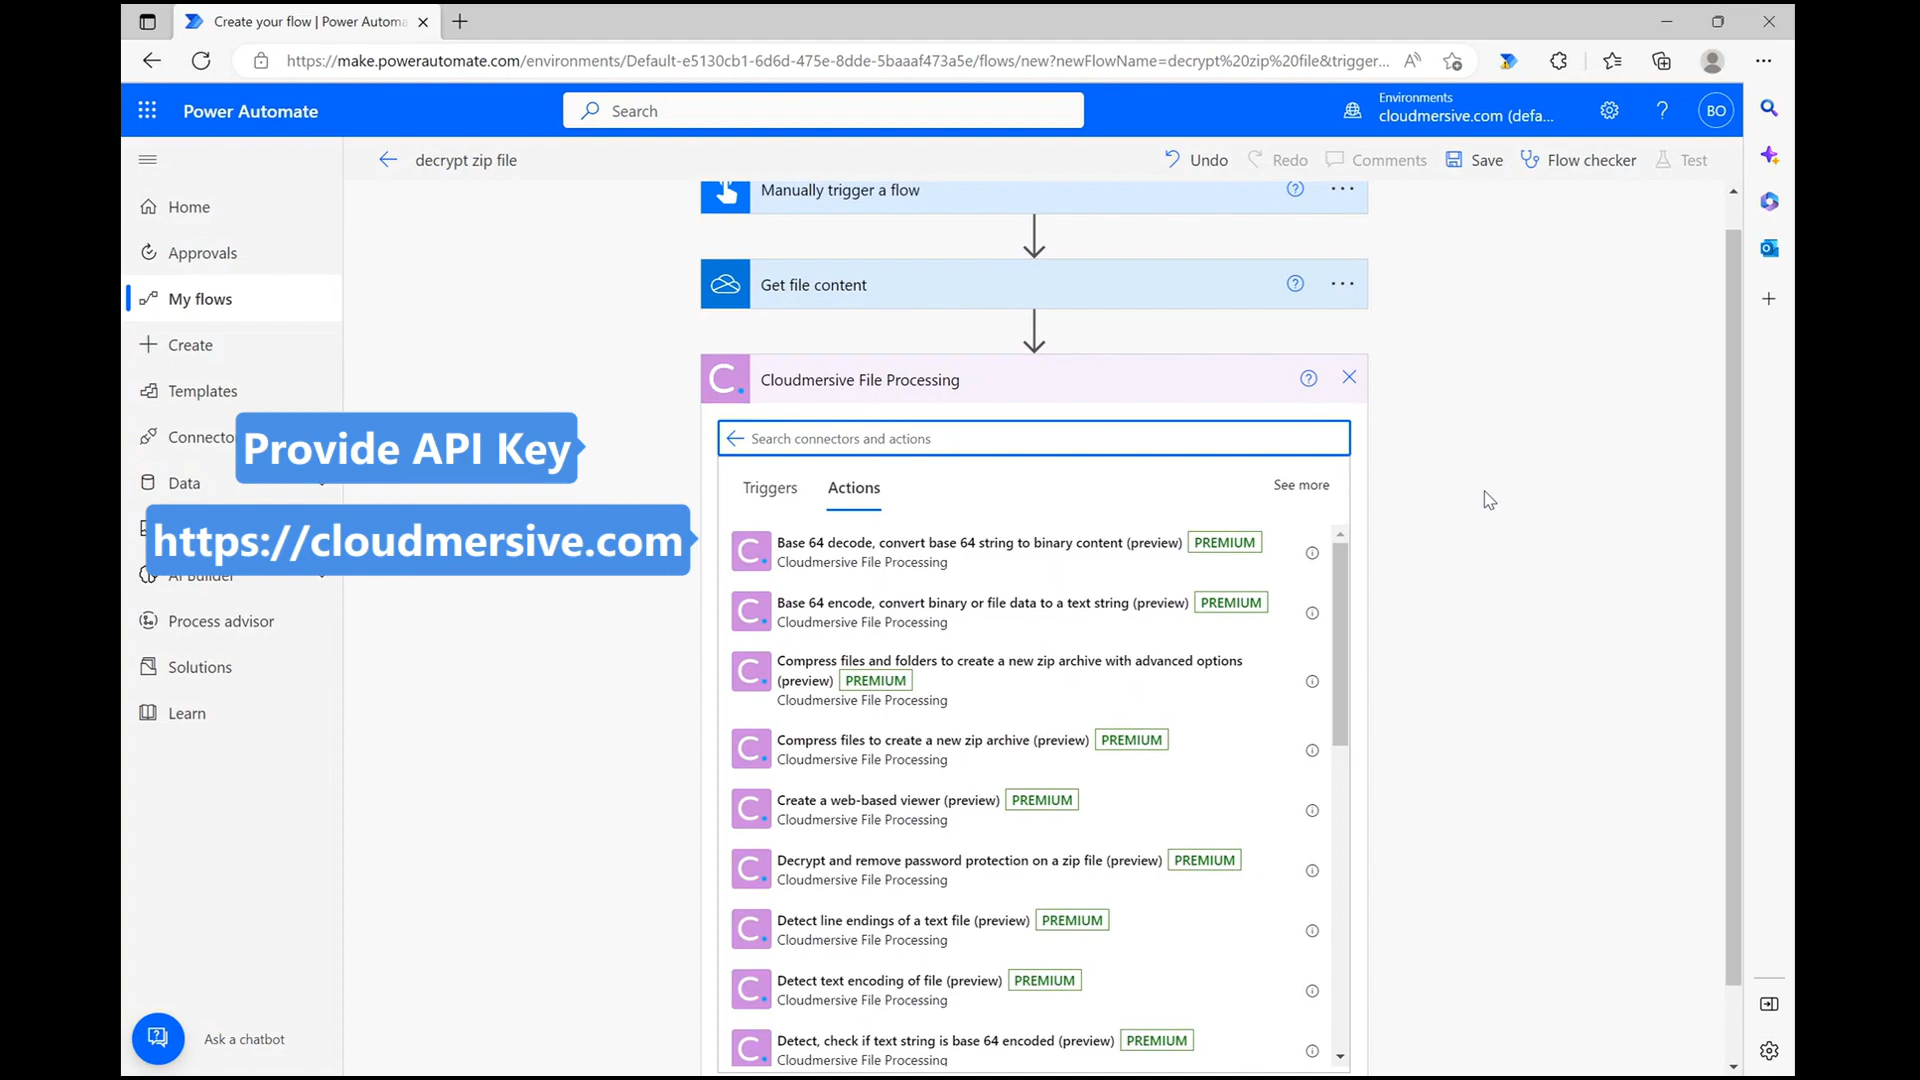 Create your flow | Power Automa
https://make.powerautomate.com/environments/Default-e5130cb1-6d6d-475e-8dde-5baaaf473a5e/flows/new?newFlowName=decrypt%20zip%20file&trigger...
Power Automate
Search
Environments
cloudmersive.com (defa...
BO
decrypt zip file
Undo
Redo
Comments
Save
Flow checker
Test
Home
Approvals
My flows
Create
Templates
Connecto
Data
AI Builder
Process advisor
Solutions
Learn
Ask a chatbot
Provide API Key
https://cloudmersive.com
Manually trigger a flow
Get file content
Cloudmersive File Processing
Search connectors and actions
Triggers
Actions
See more
Base 64 decode, convert base 64 string to binary content (preview) PREMIUM
Cloudmersive File Processing
Base 64 encode, convert binary or file data to a text string (preview) PREMIUM
Cloudmersive File Processing
Compress files and folders to create a new zip archive with advanced options
(preview) PREMIUM
Cloudmersive File Processing
Compress files to create a new zip archive (preview) PREMIUM
Cloudmersive File Processing
Create a web-based viewer (preview) PREMIUM
Cloudmersive File Processing
Decrypt and remove password protection on a zip file (preview) PREMIUM
Cloudmersive File Processing
Detect line endings of a text file (preview) PREMIUM
Cloudmersive File Processing
Detect text encoding of file (preview) PREMIUM
Cloudmersive File Processing
Detect, check if text string is base 64 encoded (preview) PREMIUM
Cloudmersive File Processing